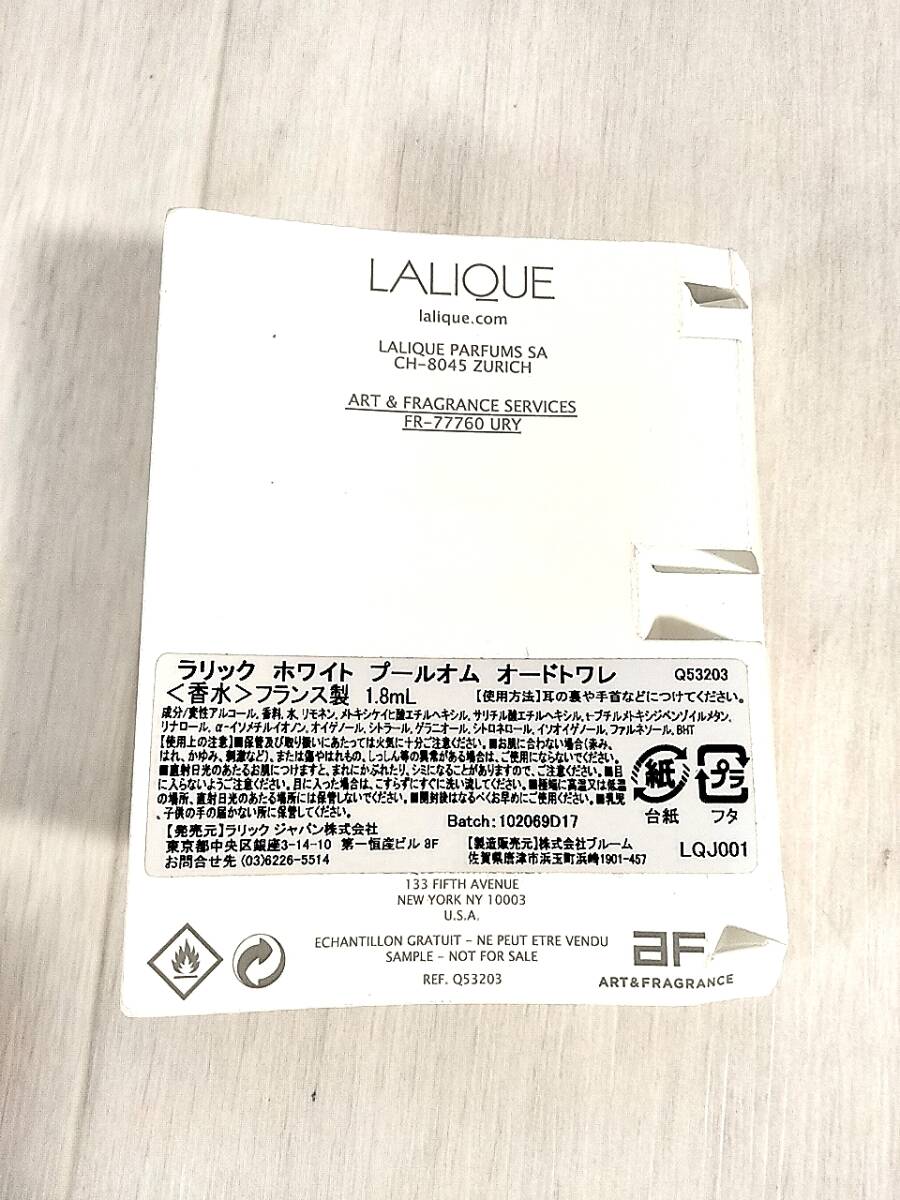 LALIQUE
lalique.com
LALIQUE PARFUMS SA
CH-8045 ZURICH
ART & FRAGRANCE SERVICES
FR-77760 URY
ラリック ホワイト プールオム オードトワレ Q53203
<香水>フランス製 1.8mL 【使用方法】耳の裏や手首などにつけてください。
成分/変性アルコール、香料、水、リモネン、メトキシケイヒ酸エチルヘキシル、サリチル酸エチルヘキシル、t-ブチルメトキシジベンゾイルメタン、
リナロール、α-イソメチルイオノン、オイゲノール、シトラール、ゲラニオール、シトロネロール、イソオイゲノール、ファルネソール、BHT
【使用上の注意】■保管及び取り扱いにあたっては火気に十分ご注意ください。■お肌に合わない場合(赤み、
はれ、かゆみ、刺激など)、または傷やはれもの、しっしん等の異常がある場合は、ご使用にならないでください。
■直射日光のあたるお肌につけますと、まれにかぶれたり、シミになることがありますので、ご注意ください。■目
に入らないようご注意ください。目に入った場合は、こすらずにすぐに洗い流してください。■極端に高温又は低温
の場所、直射日光のあたる場所には保管しないでください。■開封後はなるべくお早めにご使用ください。■乳児
、子供の手の届かない所に保管してください。
紙 プラ
台紙 フタ
Batch: 102069D17
【発売元】ラリック ジャパン株式会社
東京都中央区銀座3-14-10 第一恒産ビル 8F
お問合せ先 (03)6226-5514
【製造販売元】株式会社ブルーム
佐賀県唐津市浜玉町浜崎1901-457
LQJ001
133 FIFTH AVENUE
NEW YORK NY 10003
U.S.A.
ECHANTILLON GRATUIT - NE PEUT ETRE VENDU
SAMPLE - NOT FOR SALE
REF. Q53203
aF
ART&FRAGRANCE